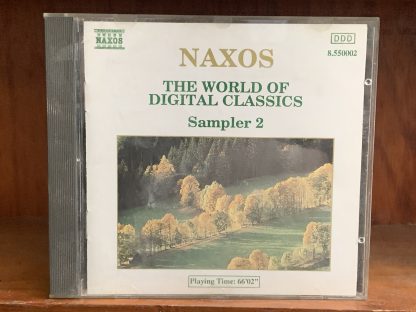 NAXOS
DDD
8.550002
NAXOS
THE WORLD OF
DIGITAL CLASSICS
Sampler 2
Playing Time: 66'02"